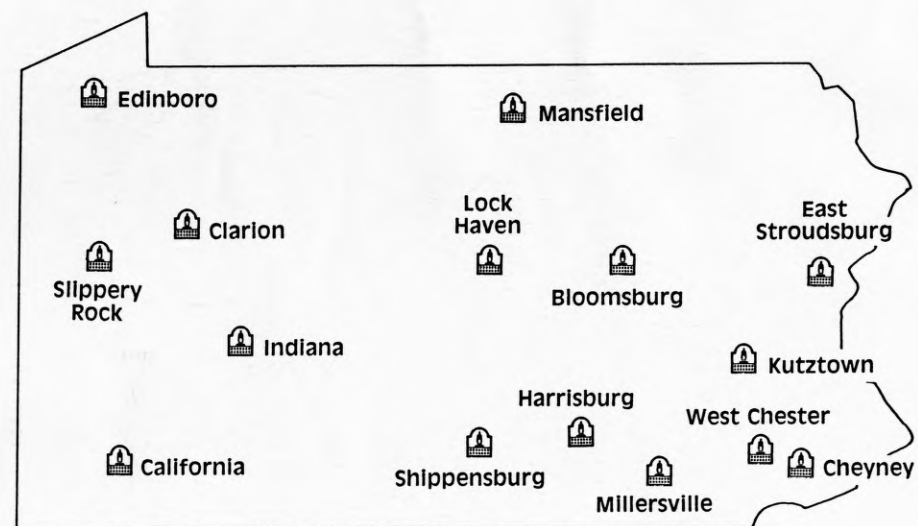 Edinboro
Mansfield
Lock
Haven
East
Stroudsburg
Clarion
Slippery
Rock
Bloomsburg
Indiana
Kutztown
Harrisburg
West Chester
California
Shippensburg
Cheyney
Millersville